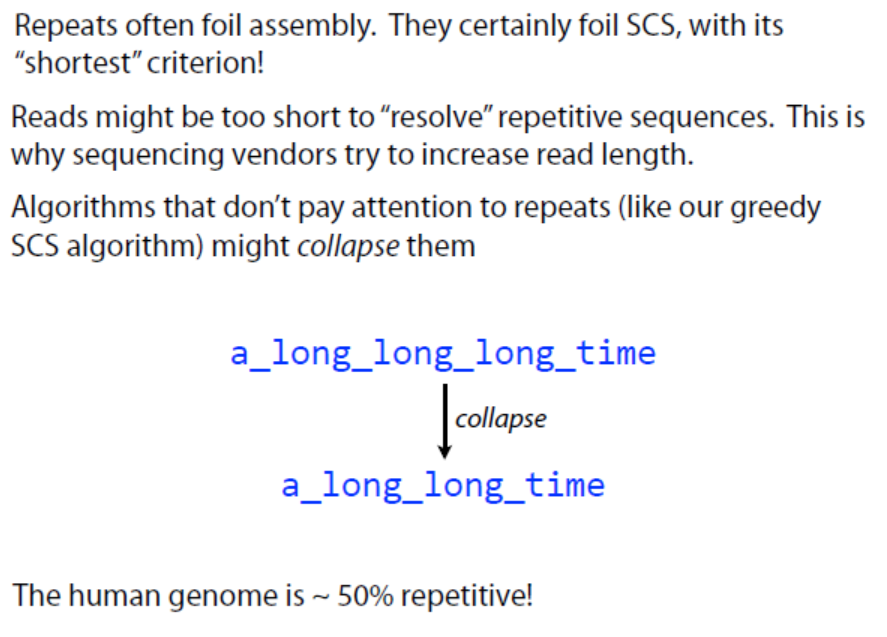 Repeats often foil assembly.  They certainly foil SCS, with its
“shortest” criterion!
Reads might be too short to “resolve” repetitive sequences.  This is
why sequencing vendors try to increase read length.
Algorithms that don’t pay attention to repeats (like our greedy
SCS algorithm) might collapse them
a_long_long_long_time
collapse
a_long_long_time
The human genome is ~ 50% repetitive!